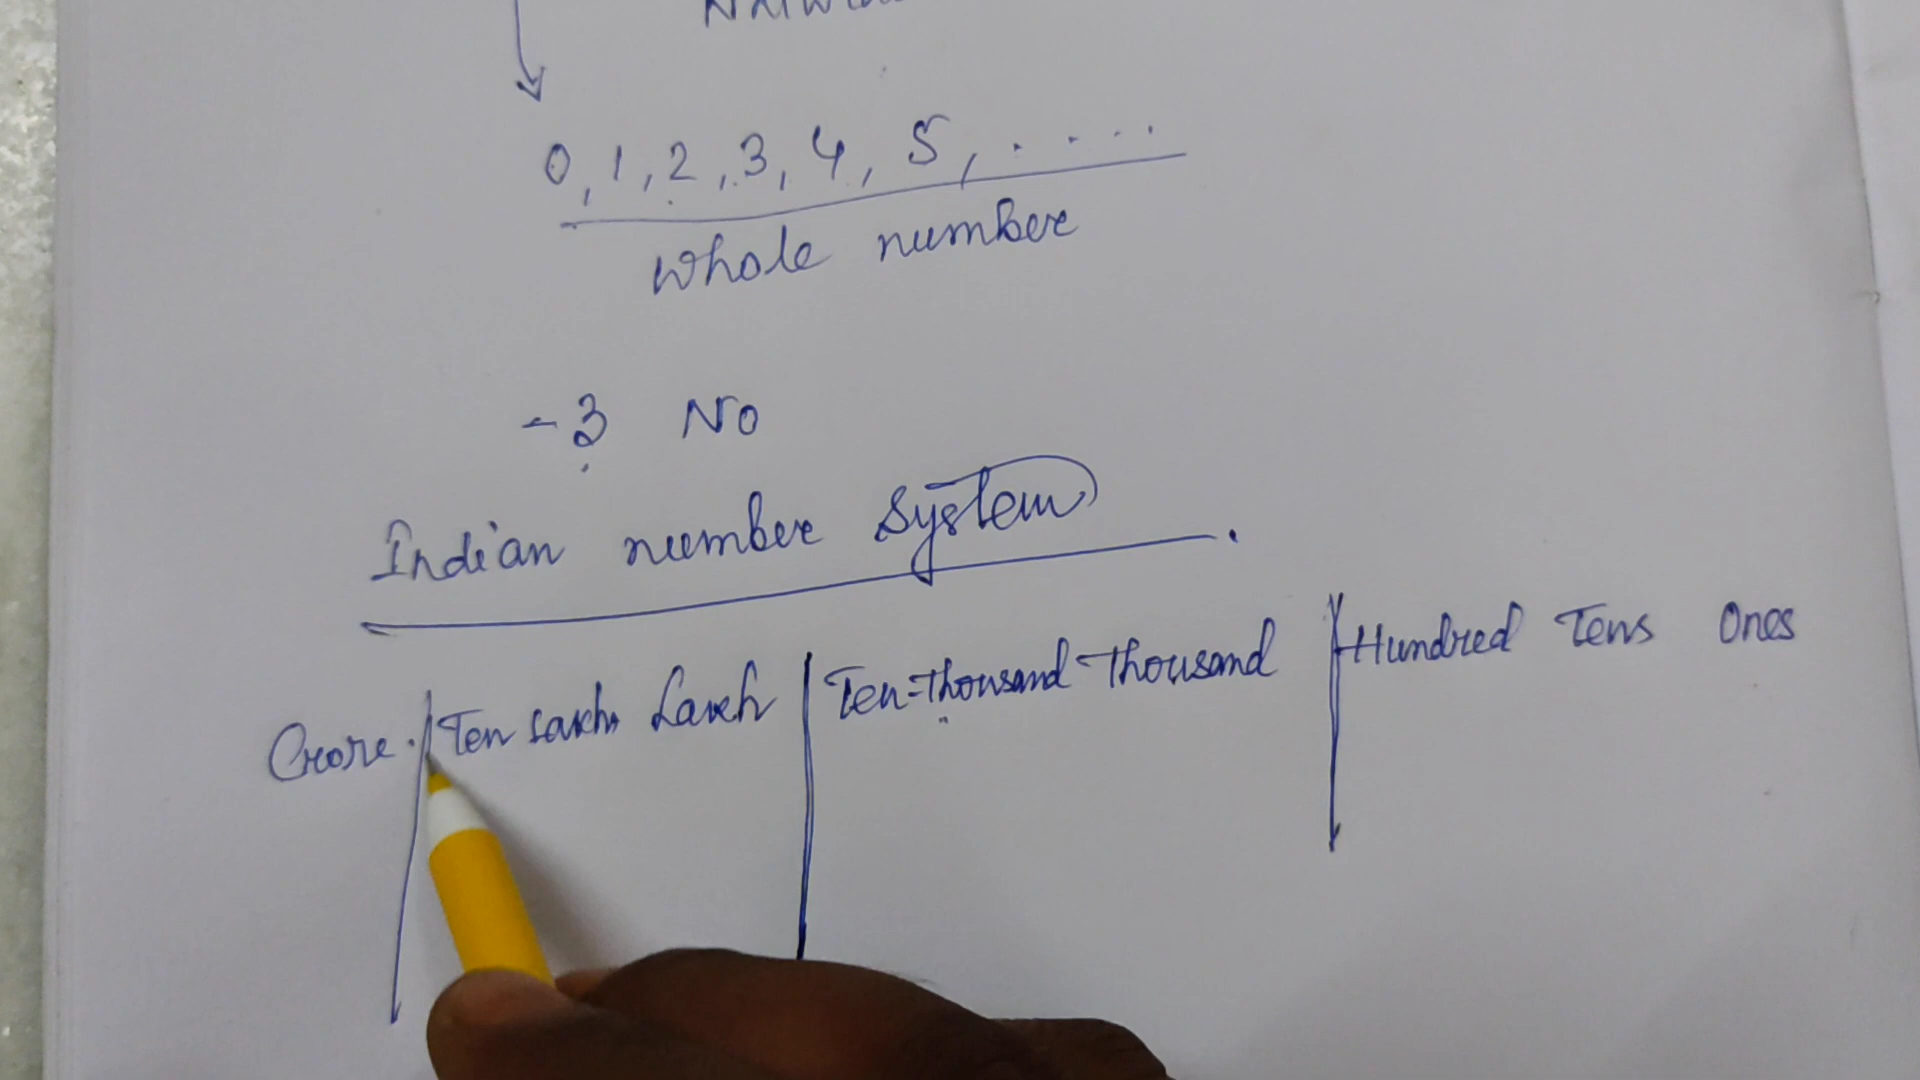 0, 1, 2, 3, 4, 5, . . . .
whole number
-3 No
Indian number system
Crore. Ten Lakh Lakh Ten-thousand Thousand Hundred Tens Ones